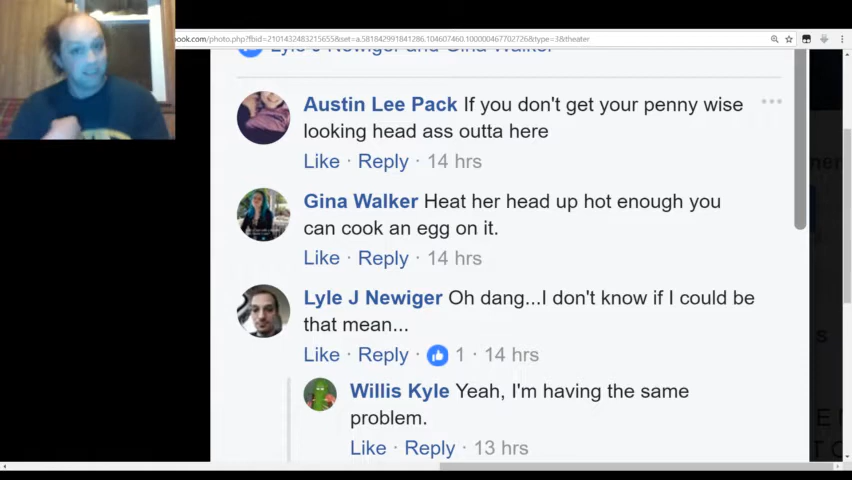 ook.com/photo.php?fbid=2101432483215655&set=a.581842991841286.104607460.100000467702726&type=3&theater
Lyle J Newiger and Gina Walker
Austin Lee Pack If you don't get your penny wise
looking head ass outta here
Like · Reply · 14 hrs
Gina Walker Heat her head up hot enough you
can cook an egg on it.
Like · Reply · 14 hrs
Lyle J Newiger Oh dang...I don't know if I could be
that mean...
Like · Reply · 1 · 14 hrs
Willis Kyle Yeah, I'm having the same
problem.
Like · Reply · 13 hrs